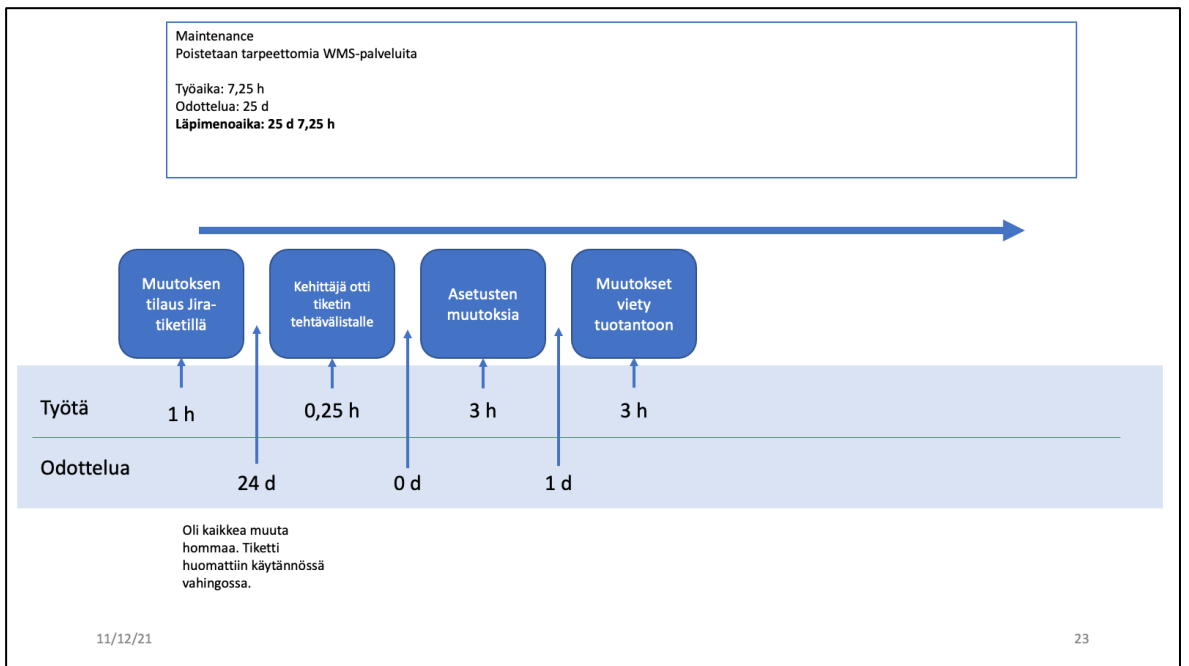 Maintenance
Poistetaan tarpeettomia WMS-palveluita
Työaika: 7,25 h
Odottelua: 25 d
Läpimenoaika: 25 d 7,25 h
Muutoksen
tilaus Jira-
tiketillä
Kehittäjä otti
tiketin
tehtävälistalle
Asetusten
muutoksia
Muutokset
viety
tuotantoon
Työtä
1 h
0,25 h
3 h
3 h
Odottelua
24 d
0 d
1 d
Oli kaikkea muuta
hommaa. Tiketti
huomattiin käytännössä
vahingossa.
11/12/21
23